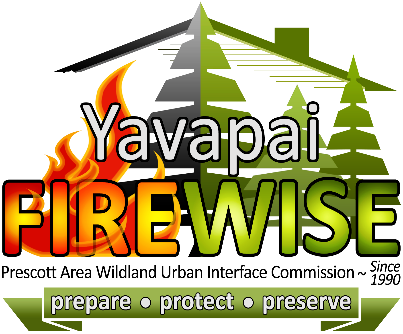 Yavapai
FIREWISE
Prescott Area Wildland Urban Interface Commission ~ Since 1990
prepare • protect • preserve